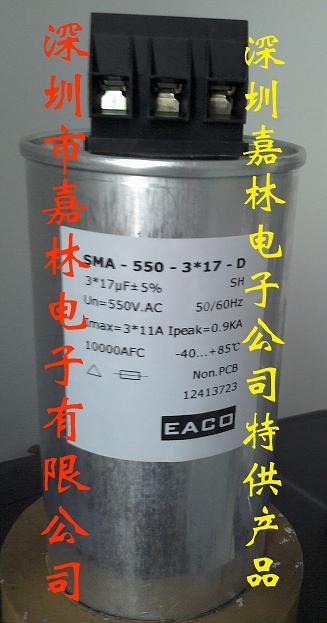 深圳市嘉林电子有限公司
深圳嘉林电子公司特供产品
SMA - 550 - 3*17 - D
3*17µF±5% SH
Un=550V.AC 50/60Hz
Imax=3*11A Ipeak=0.9KA
10000AFC -40...+85℃
Non.PCB
12413723
EACO